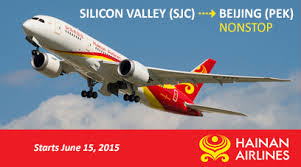 SILICON VALLEY (SJC) BEIJING (PEK)
NONSTOP
Starts June 15, 2015
HAINAN
AIRLINES